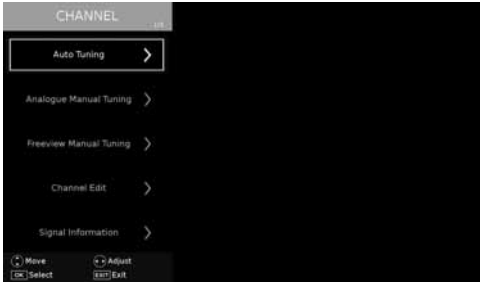 CHANNEL
Auto Tuning
Analogue Manual Tuning
Freeview Manual Tuning
Channel Edit
Signal Information
Move Adjust
OK Select EXIT Exit